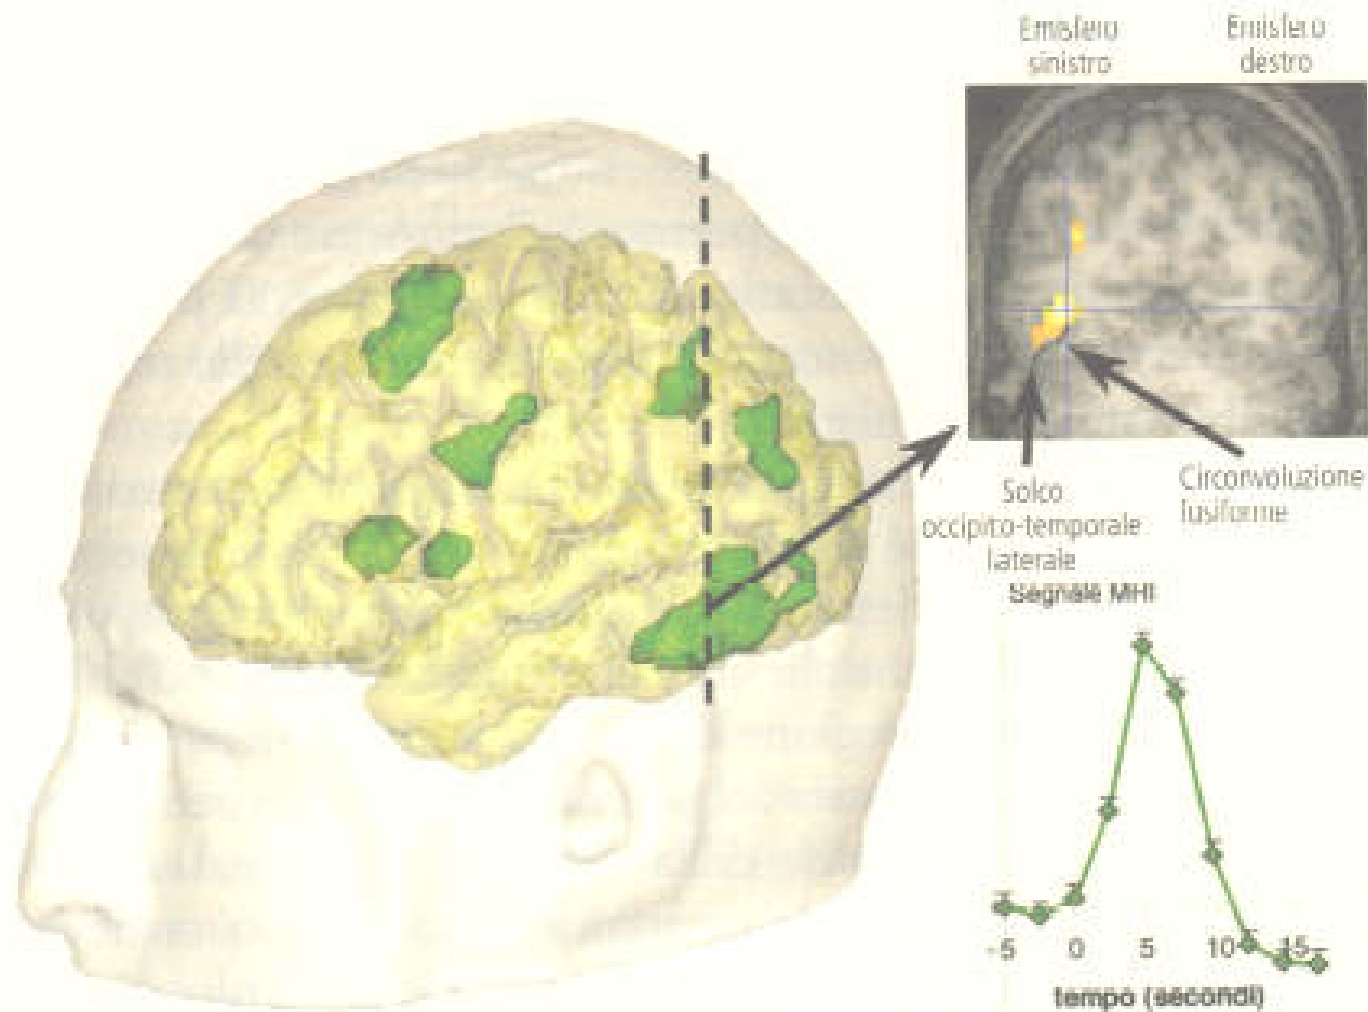 Emisfero
sinistro
Emisfero
destro
Solco
occipito-temporale
laterale
Circonvoluzione
fusiforme
Segnale MRI
-5 0 5 10 15
tempo (secondi)